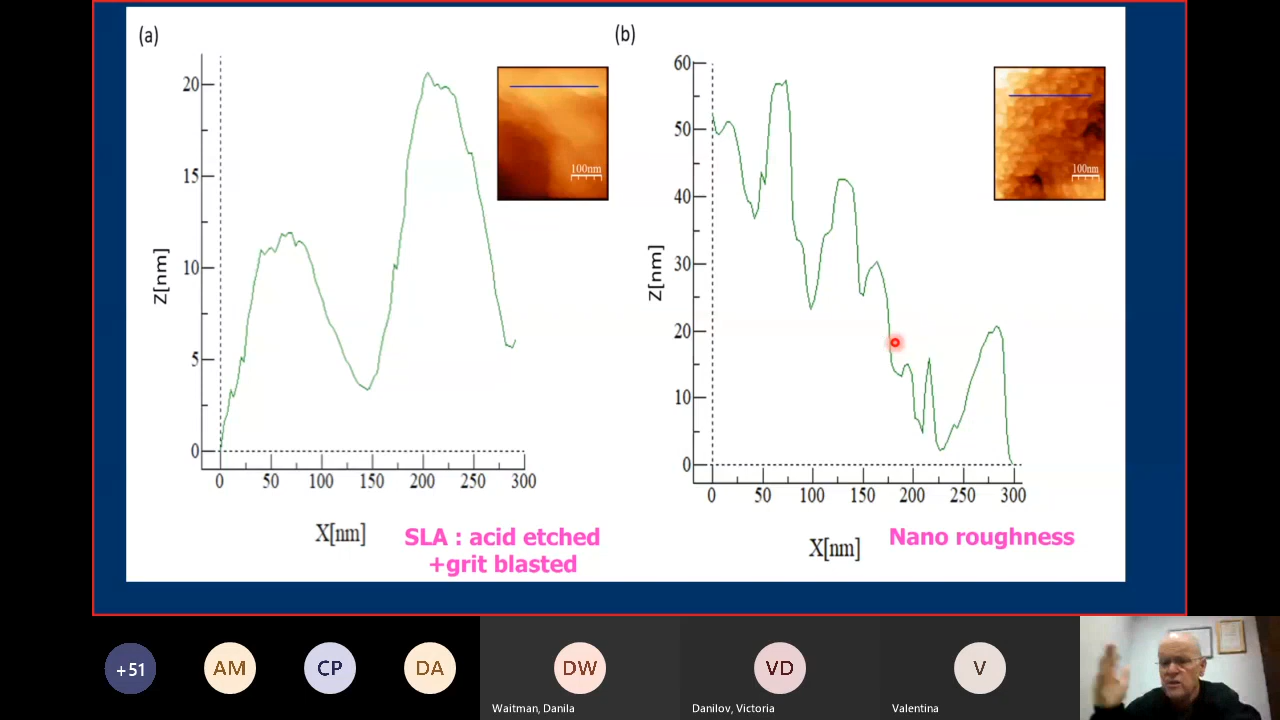 (a)
20
15
10
5
0
Z[nm]
0 50 100 150 200 250 300
X[nm]
100nm
SLA : acid etched
+grit blasted
(b)
60
50
40
30
20
10
0
Z[nm]
0 50 100 150 200 250 300
X[nm]
100nm
Nano roughness
+51
AM
CP
DA
DW
VD
V
Waitman, Danila
Danilov, Victoria
Valentina